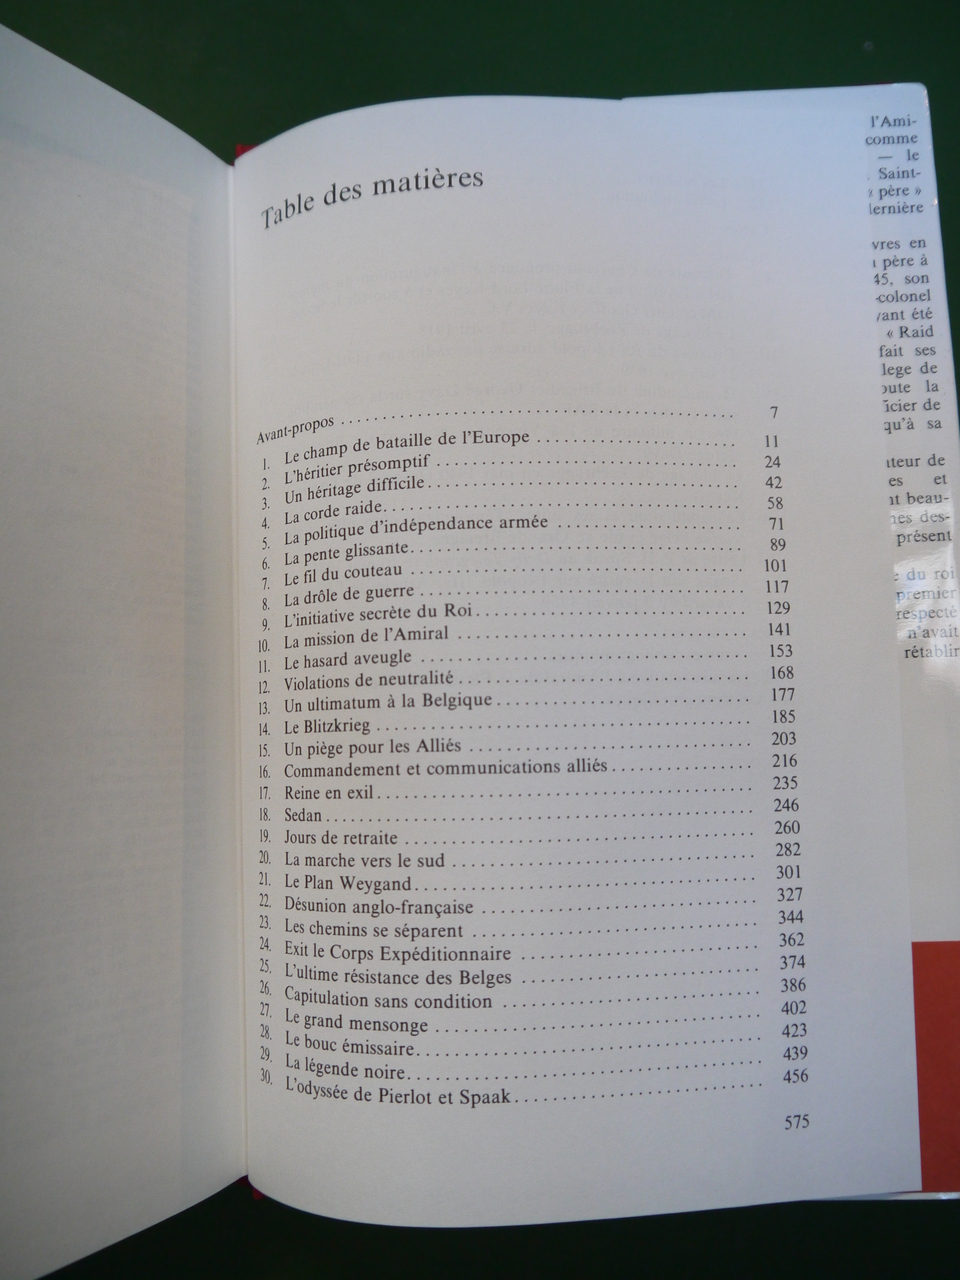 Table des matières
Avant-propos ........ 7
1. Le champ de bataille de l'Europe ........ 11
2. L'héritier présomptif ........ 24
3. Un héritage difficile ........ 42
4. La corde raide ........ 58
5. La politique d'indépendance armée ........ 71
6. La pente glissante ........ 89
7. Le fil du couteau ........ 101
8. La drôle de guerre ........ 117
9. L'initiative secrète du Roi ........ 129
10. La mission de l'Amiral ........ 141
11. Le hasard aveugle ........ 153
12. Violations de neutralité ........ 168
13. Un ultimatum à la Belgique ........ 177
14. Le Blitzkrieg ........ 185
15. Un piège pour les Alliés ........ 203
16. Commandement et communications alliés ........ 216
17. Reine en exil ........ 235
18. Sedan ........ 246
19. Jours de retraite ........ 260
20. La marche vers le sud ........ 282
21. Le Plan Weygand ........ 301
22. Désunion anglo-française ........ 327
23. Les chemins se séparent ........ 344
24. Exit le Corps Expéditionnaire ........ 362
25. L'ultime résistance des Belges ........ 374
26. Capitulation sans condition ........ 386
27. Le grand mensonge ........ 402
28. Le bouc émissaire ........ 423
29. La légende noire ........ 439
30. L'odyssée de Pierlot et Spaak ........ 456
575
l'Ami-
comme
— le
Saint-
« père »
dernière
vres en
père à
45, son
-colonel
yant été
« Raid
fait ses
lege de
oute la
icier de
qu'à sa
uteur de
es et
nt beau-
nes des-
présent
du roi
premier
respecté
n'avait
rétablir